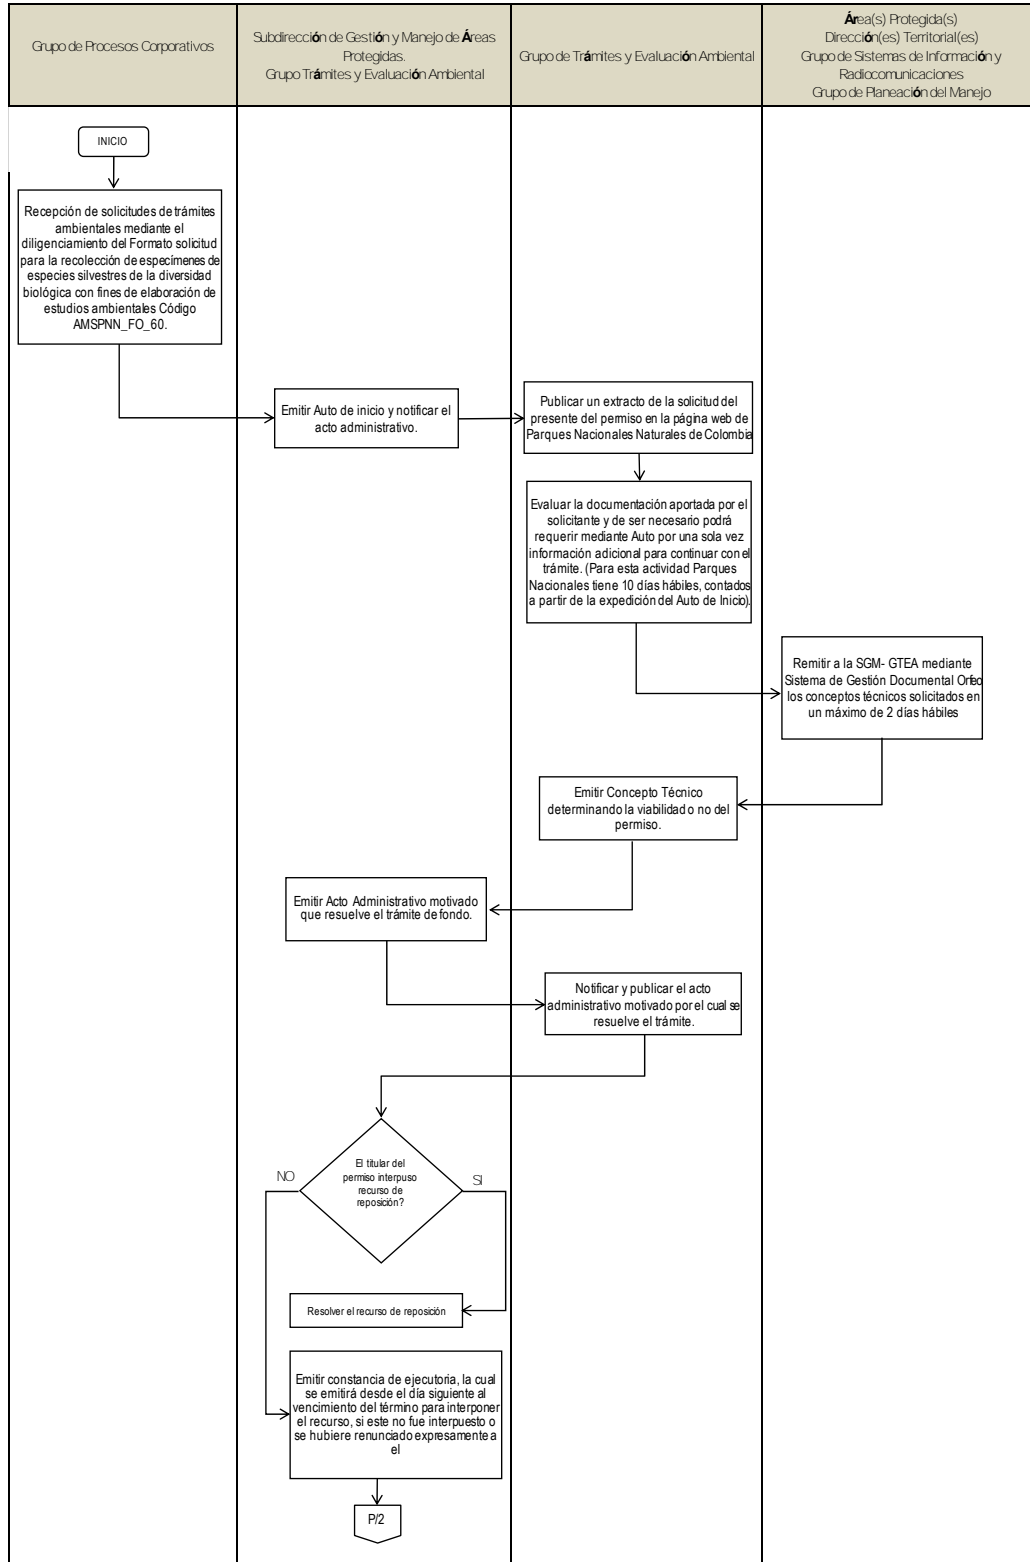 Grupo de Procesos Corporativos
Subdirección de Gestión y Manejo de Áreas
Protegidas.
Grupo Trámites y Evaluación Ambiental
Grupo de Trámites y Evaluación Ambiental
Área(s) Protegida(s)
Dirección(es) Territorial(es)
Grupo de Sistemas de Información y
Radiocomunicaciones
Grupo de Planeación del Manejo
INICIO
Recepción de solicitudes de trámites
ambientales mediante el
diligenciamiento del Formato solicitud
para la recolección de especímenes de
especies silvestres de la diversidad
biológica con fines de elaboración de
estudios ambientales Código
AMSPNN_FO_60.
Emitir Auto de inicio y notificar el
acto administrativo.
Publicar un extracto de la solicitud del
presente del permiso en la página web de
Parques Nacionales Naturales de Colombia
Evaluar la documentación aportada por el
solicitante y de ser necesario podrá
requerir mediante Auto por una sola vez
información adicional para continuar con el
trámite. (Para esta actividad Parques
Nacionales tiene 10 días hábiles, contados
a partir de la expedición del Auto de Inicio).
Remitir a la SGM- GTEA mediante
Sistema de Gestión Documental Orfeo
los conceptos técnicos solicitados en
un máximo de 2 días hábiles
Emitir Concepto Técnico
determinando la viabilidad o no del
permiso.
Emitir Acto Administrativo motivado
que resuelve el trámite de fondo.
Notificar y publicar el acto
administrativo motivado por el cual se
resuelve el trámite.
El titular del
permiso interpuso
recurso de
reposición?
NO
SI
Resolver el recurso de reposición
Emitir constancia de ejecutoria, la cual
se emitirá desde el día siguiente al
vencimiento del término para interponer
el recurso, si este no fue interpuesto o
se hubiere renunciado expresamente a
el
P/2